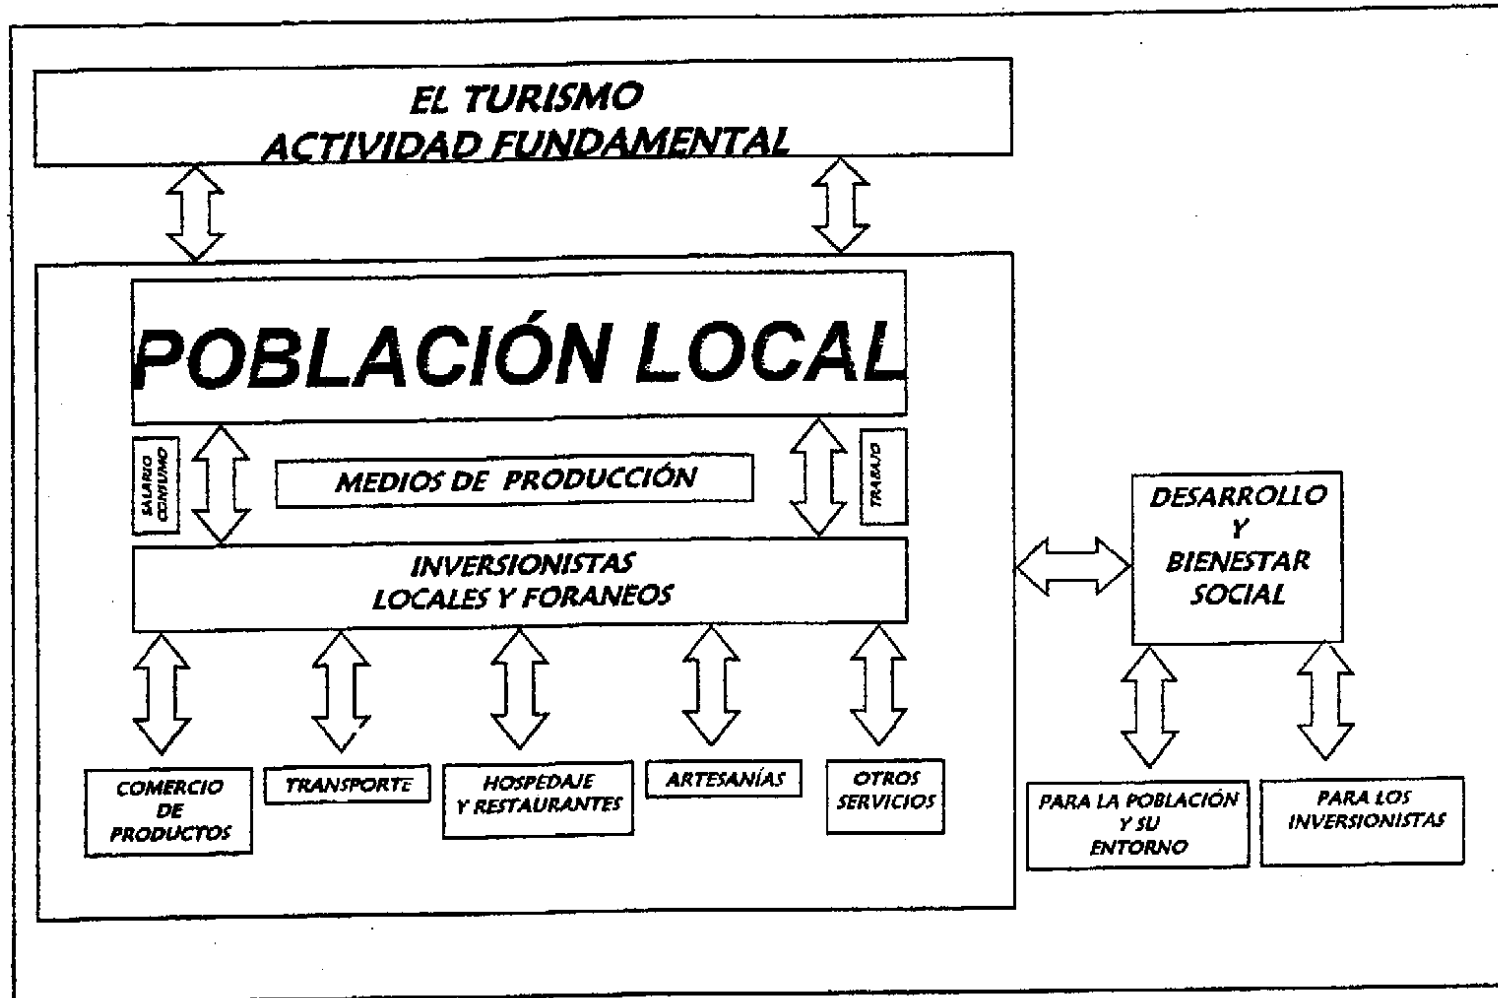 EL TURISMO
ACTIVIDAD FUNDAMENTAL
POBLACIÓN LOCAL
SALARIO
CONSUMO
MEDIOS DE PRODUCCIÓN
TRABAJO
INVERSIONISTAS
LOCALES Y FORANEOS
DESARROLLO
Y
BIENESTAR
SOCIAL
COMERCIO
DE
PRODUCTOS
TRANSPORTE
HOSPEDAJE
Y RESTAURANTES
ARTESANÍAS
OTROS
SERVICIOS
PARA LA POBLACIÓN
Y SU
ENTORNO
PARA LOS
INVERSIONISTAS